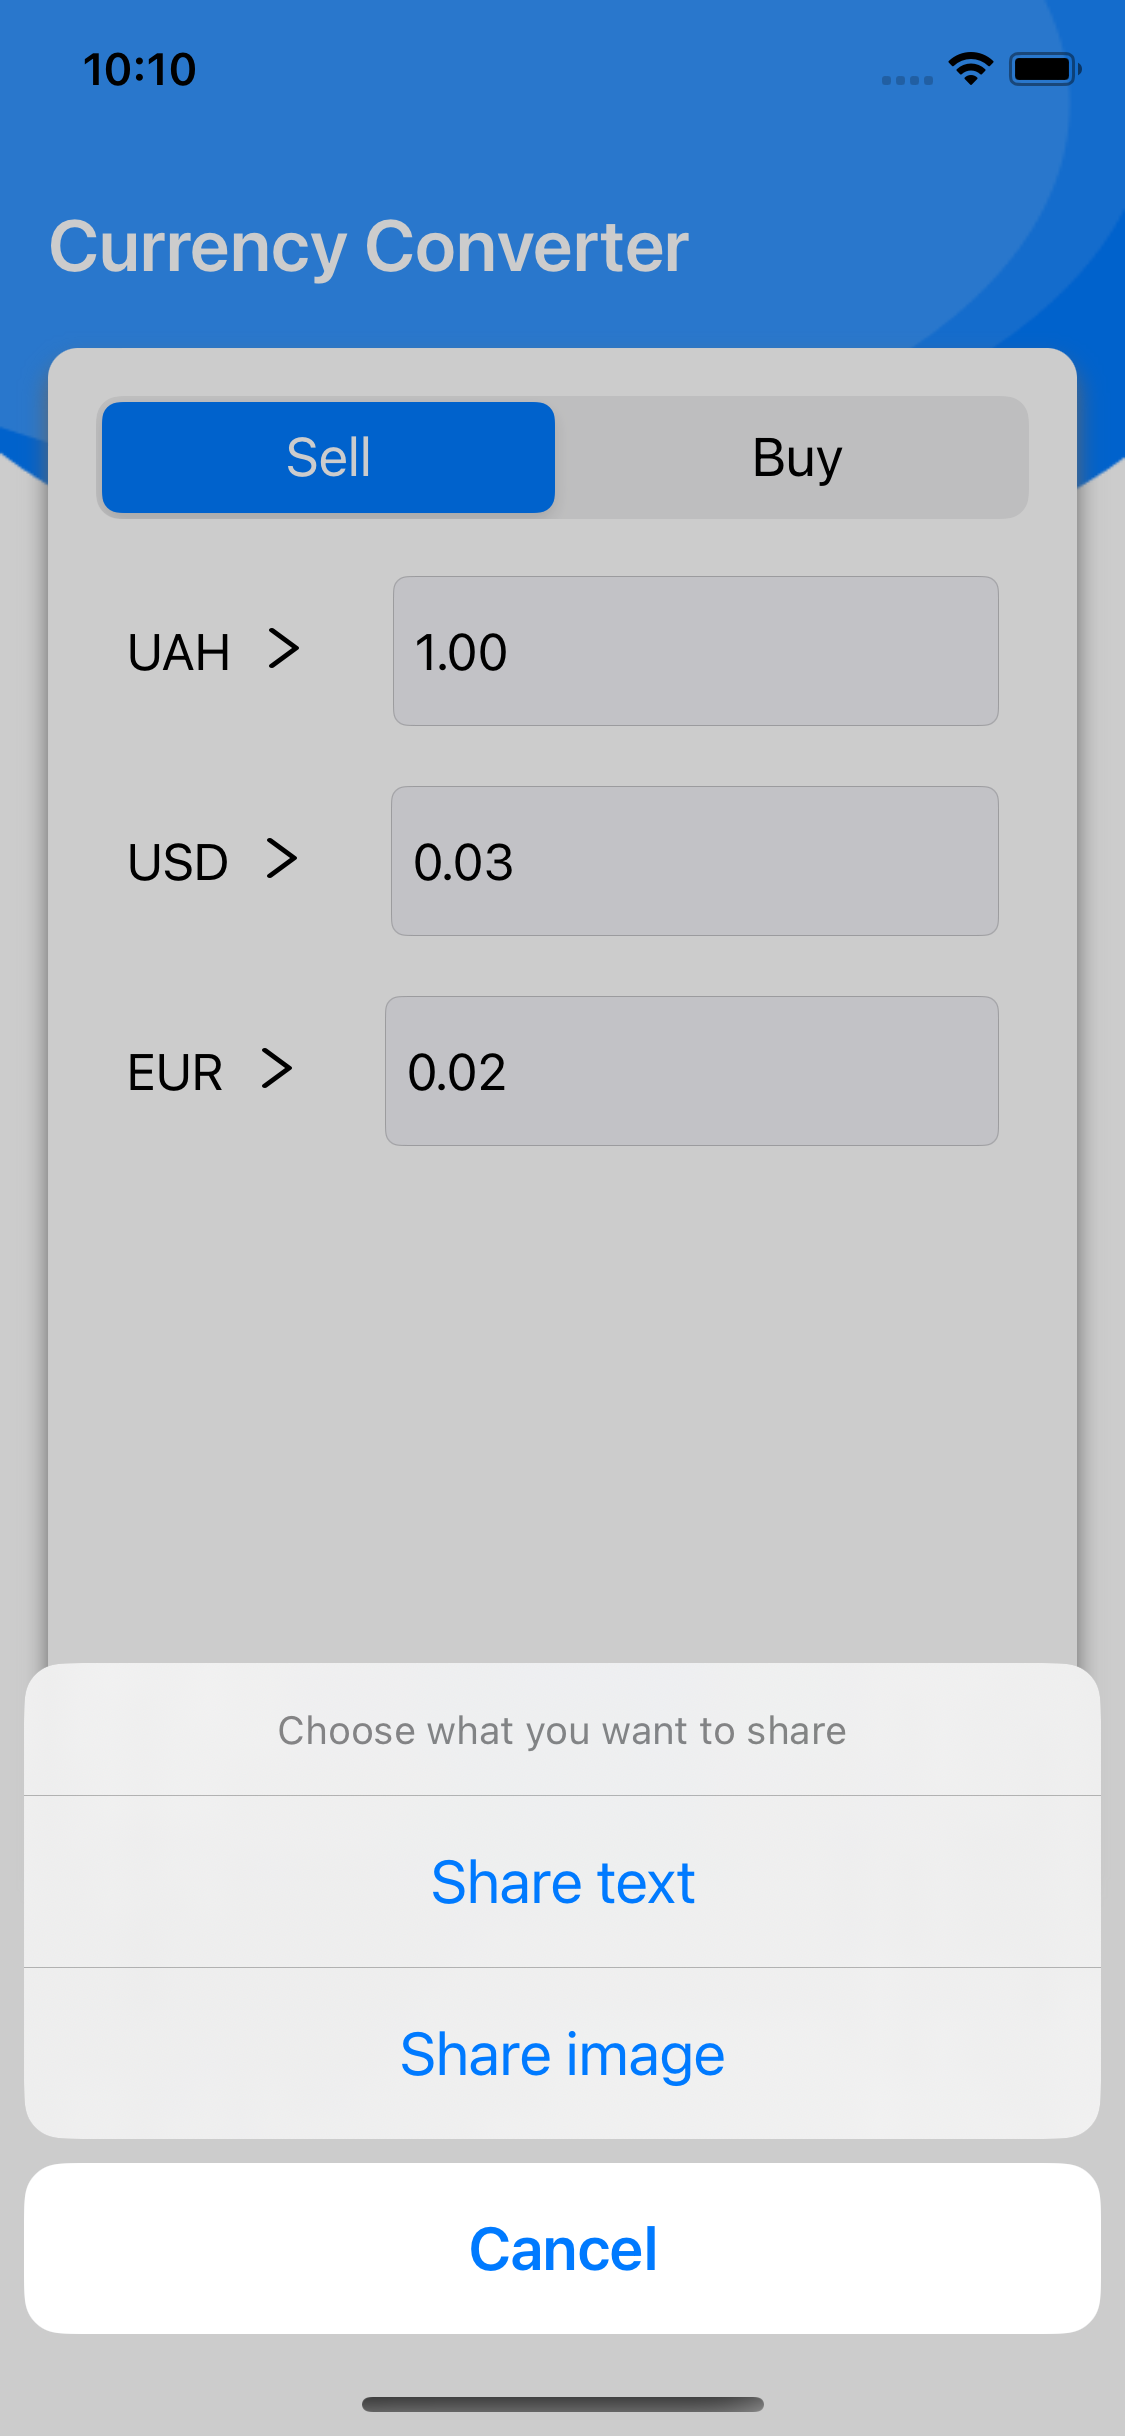 10:10
Currency Converter
Sell
Buy
UAH
1.00
USD
0.03
EUR
0.02
Choose what you want to share
Share text
Share image
Cancel